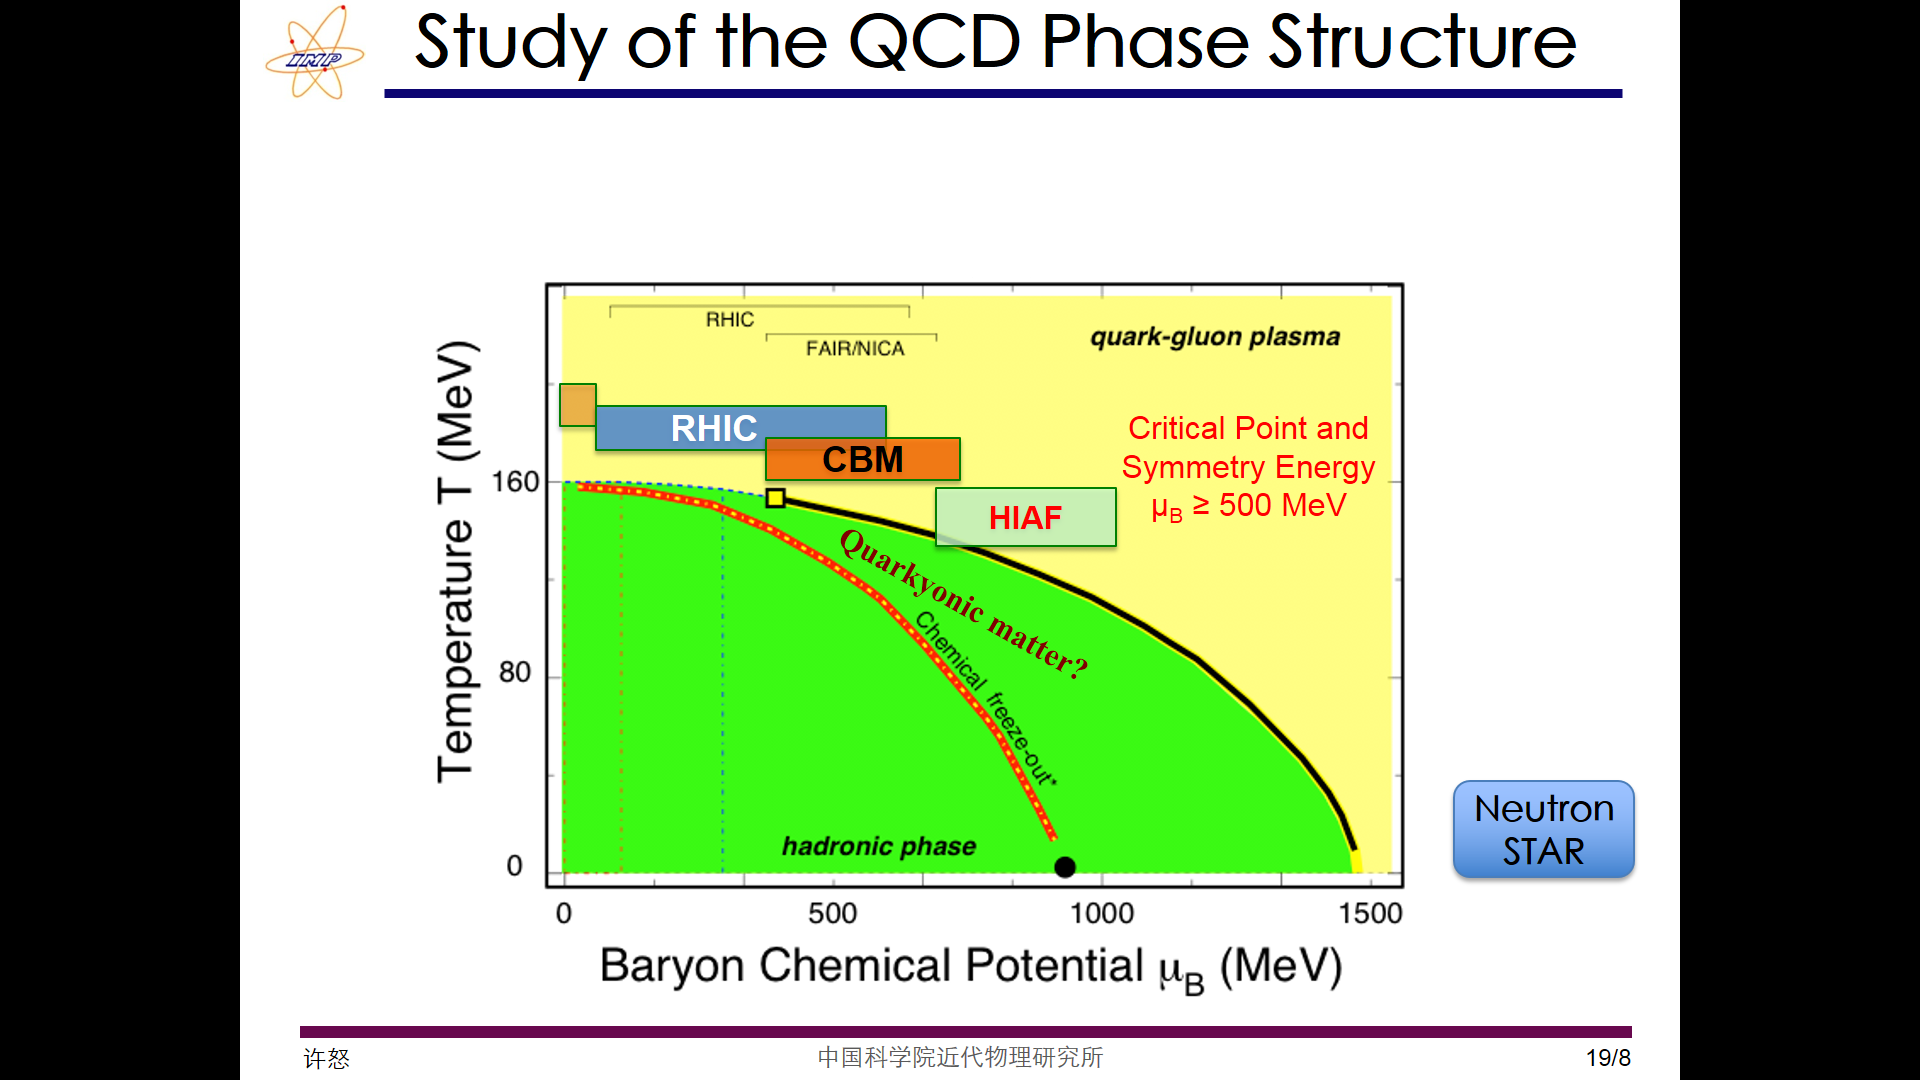 IMP
Study of the QCD Phase Structure
RHIC
FAIR/NICA
quark-gluon plasma
RHIC
CBM
HIAF
Critical Point and
Symmetry Energy
μB ≥ 500 MeV
Quarkyonic matter?
Chemical freeze-out*
hadronic phase
Temperature T (MeV)
160
80
0
0 500 1000 1500
Baryon Chemical Potential μB (MeV)
Neutron
STAR
许怒 中国科学院近代物理研究所 19/8